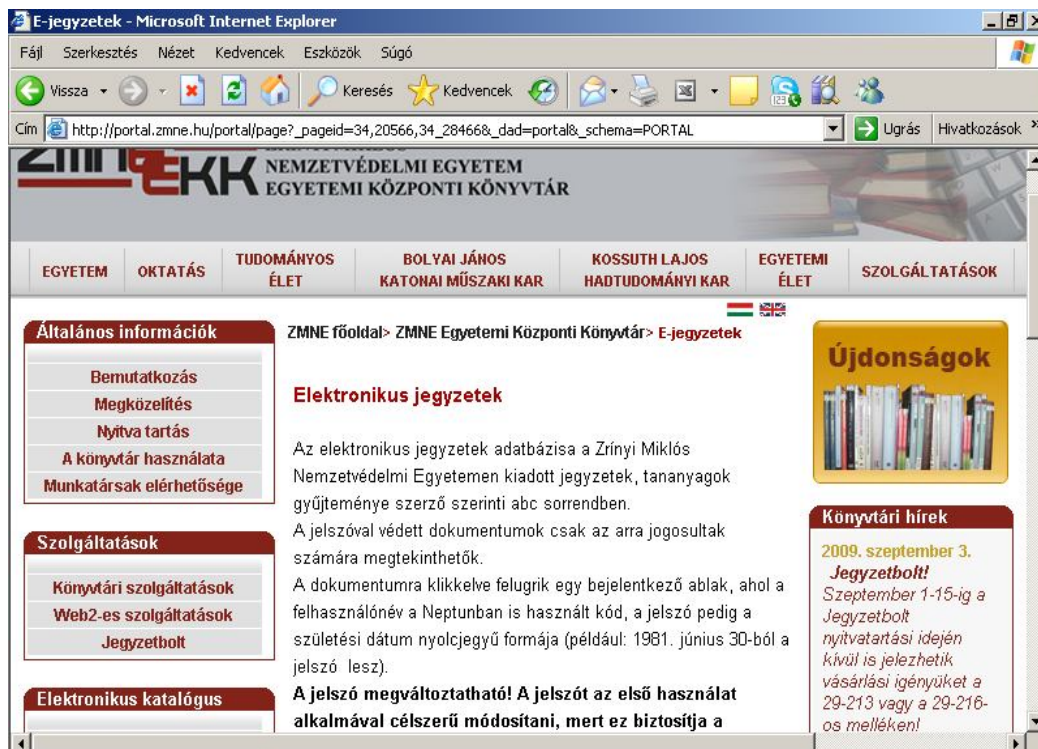 E-jegyzetek - Microsoft Internet Explorer
Fájl Szerkesztés Nézet Kedvencek Eszközök Súgó
Vissza Keresés Kedvencek
Cím http://portal.zmne.hu/portal/page?_pageid=34,20566,34_28466&_dad=portal&_schema=PORTAL Ugrás Hivatkozások
NEMZETVÉDELMI EGYETEM
EKK EGYETEMI KÖZPONTI KÖNYVTÁR
EGYETEM
OKTATÁS
TUDOMÁNYOS
ÉLET
BOLYAI JÁNOS
KATONAI MŰSZAKI KAR
KOSSUTH LAJOS
HADTUDOMÁNYI KAR
EGYETEMI
ÉLET
SZOLGÁLTATÁSOK
Általános információk
Bemutatkozás
Megközelítés
Nyitva tartás
A könyvtár használata
Munkatársak elérhetősége
Szolgáltatások
Könyvtári szolgáltatások
Web2-es szolgáltatások
Jegyzetbolt
Elektronikus katalógus
ZMNE főoldal> ZMNE Egyetemi Központi Könyvtár> E-jegyzetek
Elektronikus jegyzetek
Az elektronikus jegyzetek adatbázisa a Zrínyi Miklós
Nemzetvédelmi Egyetemen kiadott jegyzetek, tananyagok
gyűjteménye szerző szerinti abc sorrendben.
A jelszóval védett dokumentumok csak az arra jogosultak
számára megtekinthetők.
A dokumentumra klikkelve felugrik egy bejelentkező ablak, ahol a
felhasználónév a Neptunban is használt kód, a jelszó pedig a
születési dátum nyolcjegyű formája (például: 1981. június 30-ból a
jelszó lesz).
A jelszó megváltoztatható! A jelszót az első használat
alkalmával célszerű módosítani, mert ez biztosítja a
Újdonságok
Könyvtári hírek
2009. szeptember 3.
Jegyzetbolt!
Szeptember 1-15-ig a
Jegyzetbolt
nyitvatartási idején
kívül is jelezhetik
vásárlási igényüket a
29-213 vagy a 29-216-
os melléken!